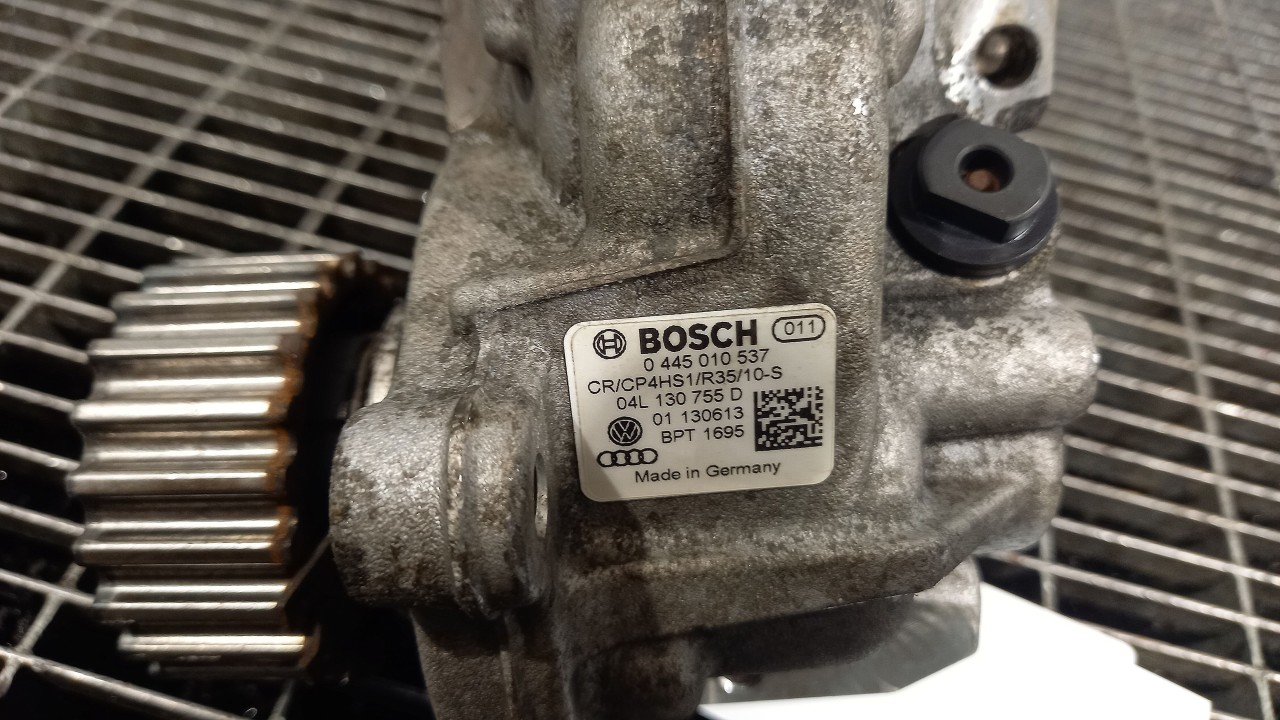 BOSCH 011
0 445 010 537
CR/CP4HS1/R35/10-S
04L 130 755 D
01 130613
BPT 1695
Made in Germany